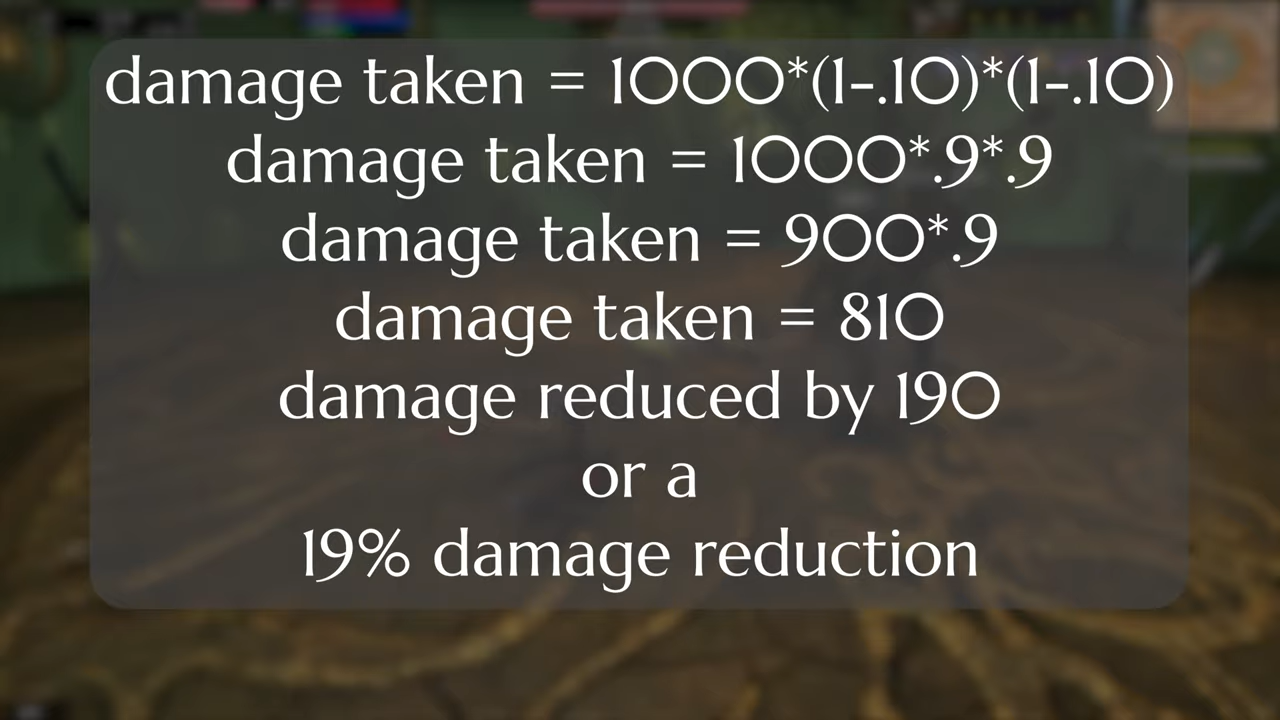 damage taken = 1000*(1-.10)*(1-.10)
damage taken = 1000*.9*.9
damage taken = 900*.9
damage taken = 810
damage reduced by 190
or a
19% damage reduction